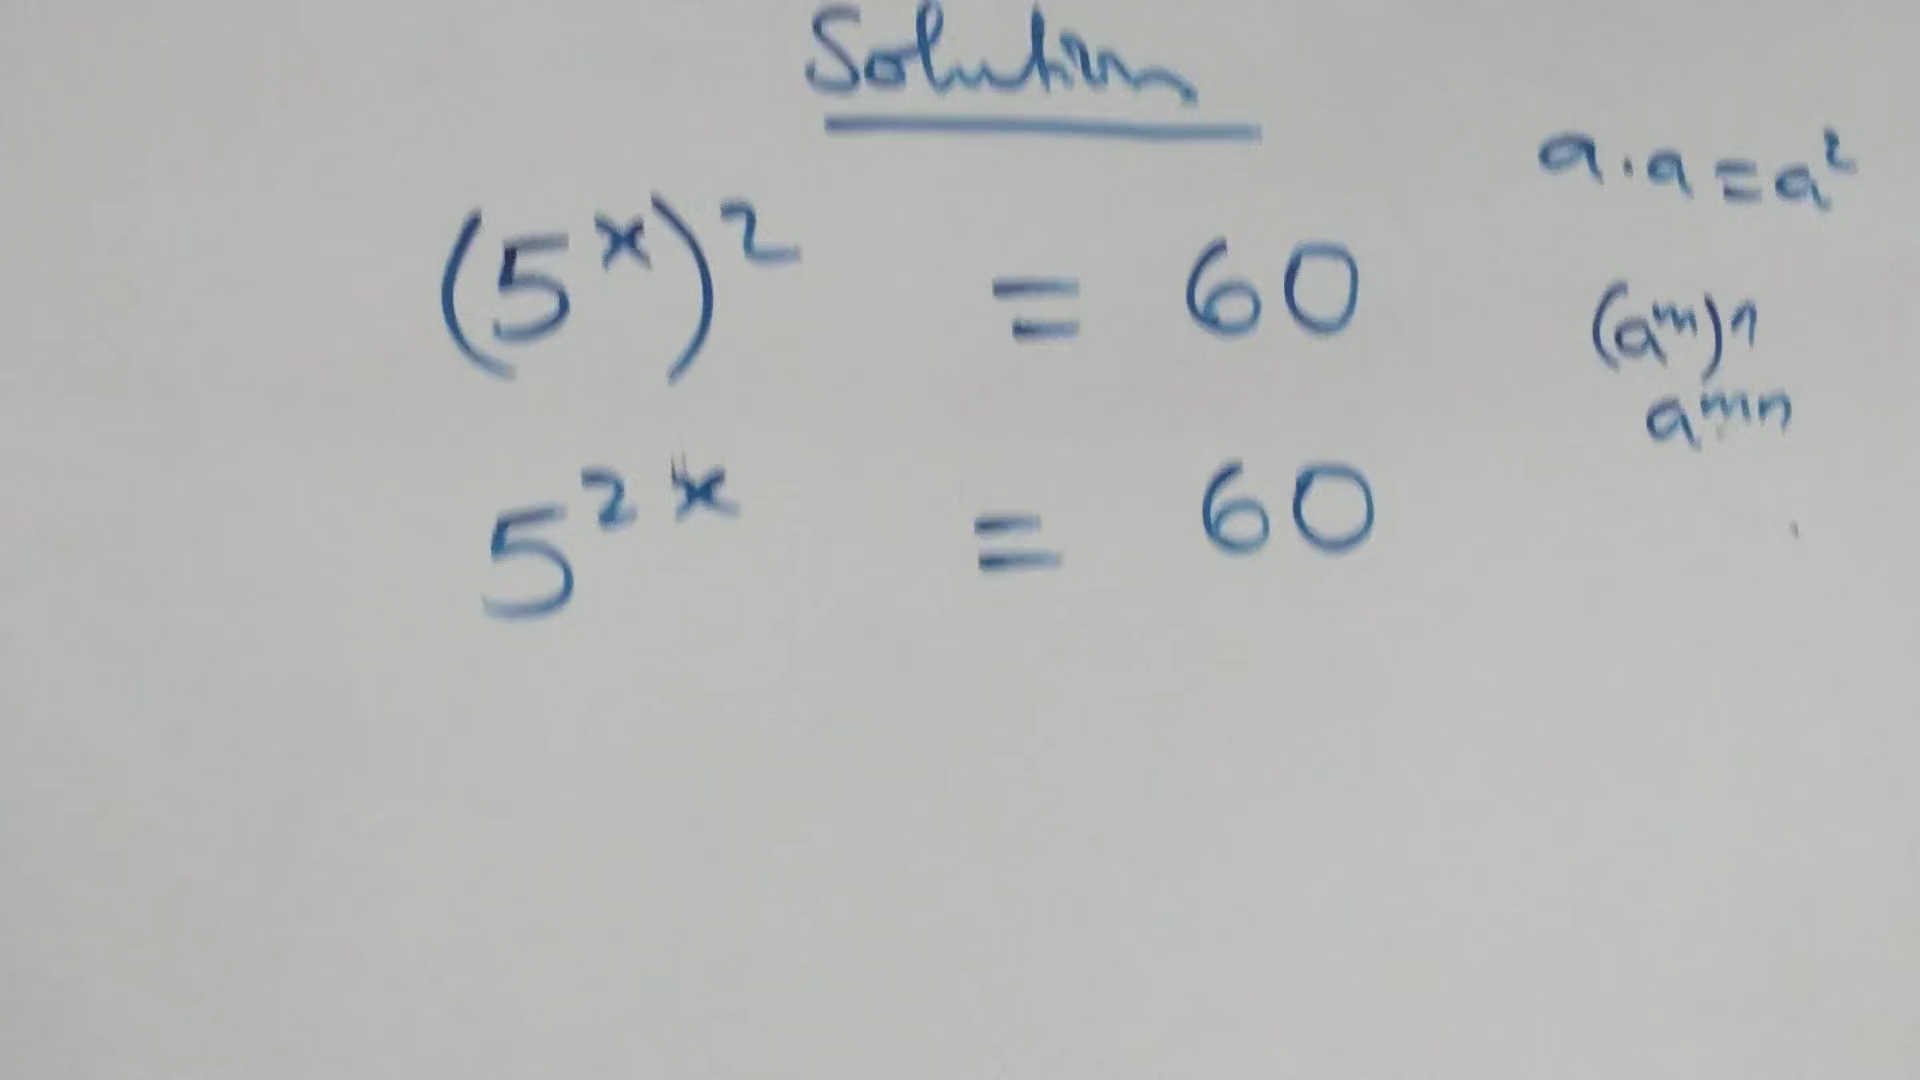 Solution
a . a = a²
(5ˣ)² = 60
(aᵐ)ⁿ
aᵐⁿ
5²ˣ = 60